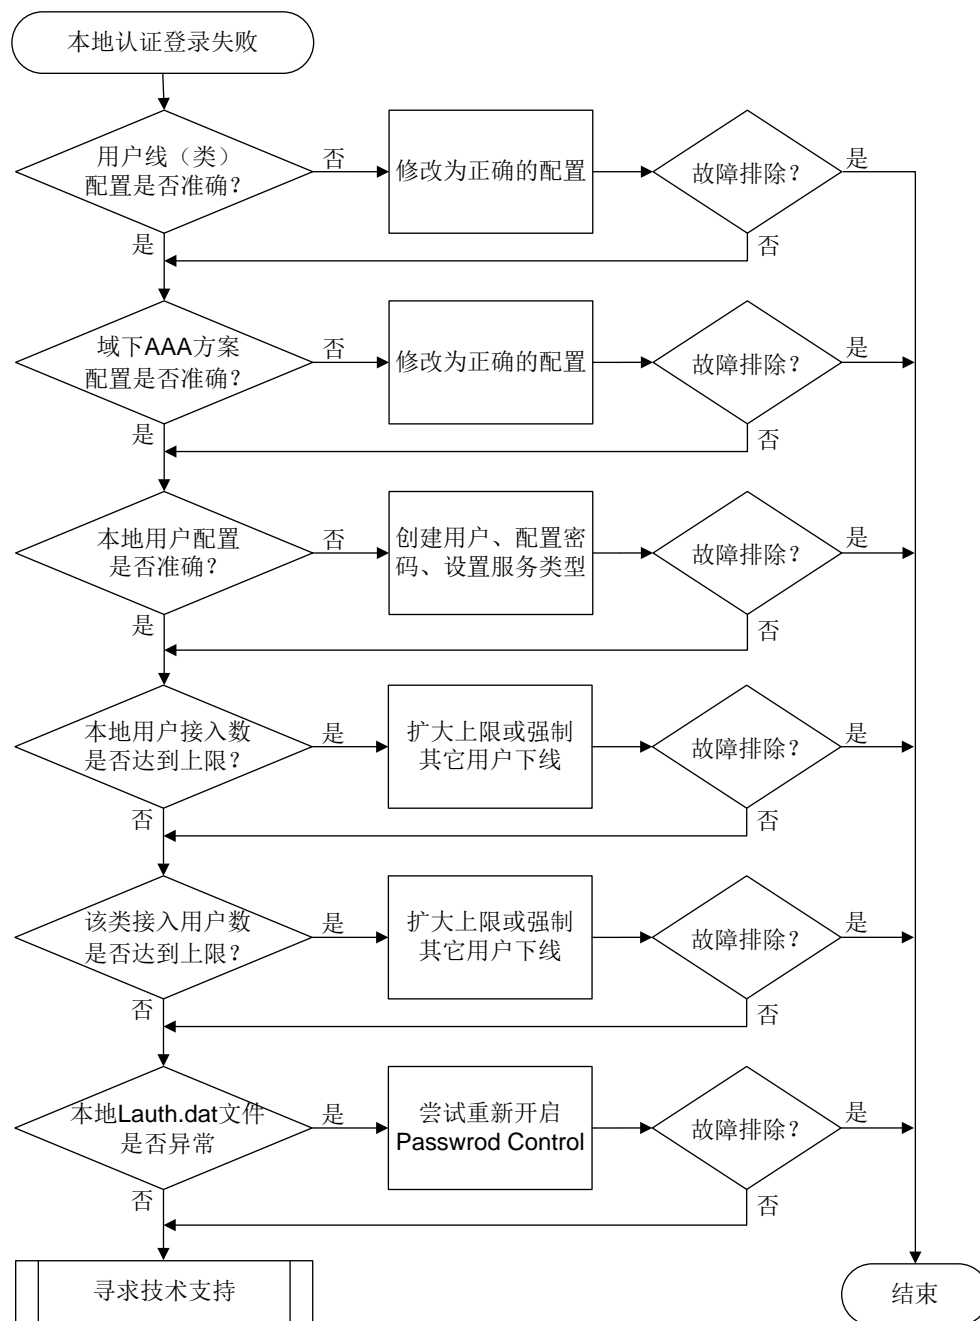 本地认证登录失败
用户线（类）
配置是否准确？
否
修改为正确的配置
故障排除？
是
是
否
域下AAA方案
配置是否准确？
否
修改为正确的配置
故障排除？
是
是
否
本地用户配置
是否准确？
否
创建用户、配置密
码、设置服务类型
故障排除？
是
是
否
本地用户接入数
是否达到上限？
是
扩大上限或强制
其它用户下线
故障排除？
是
否
否
该类接入用户数
是否达到上限？
是
扩大上限或强制
其它用户下线
故障排除？
是
否
否
本地Lauth.dat文件
是否异常
是
尝试重新开启
Passwrod Control
故障排除？
是
否
否
寻求技术支持
结束